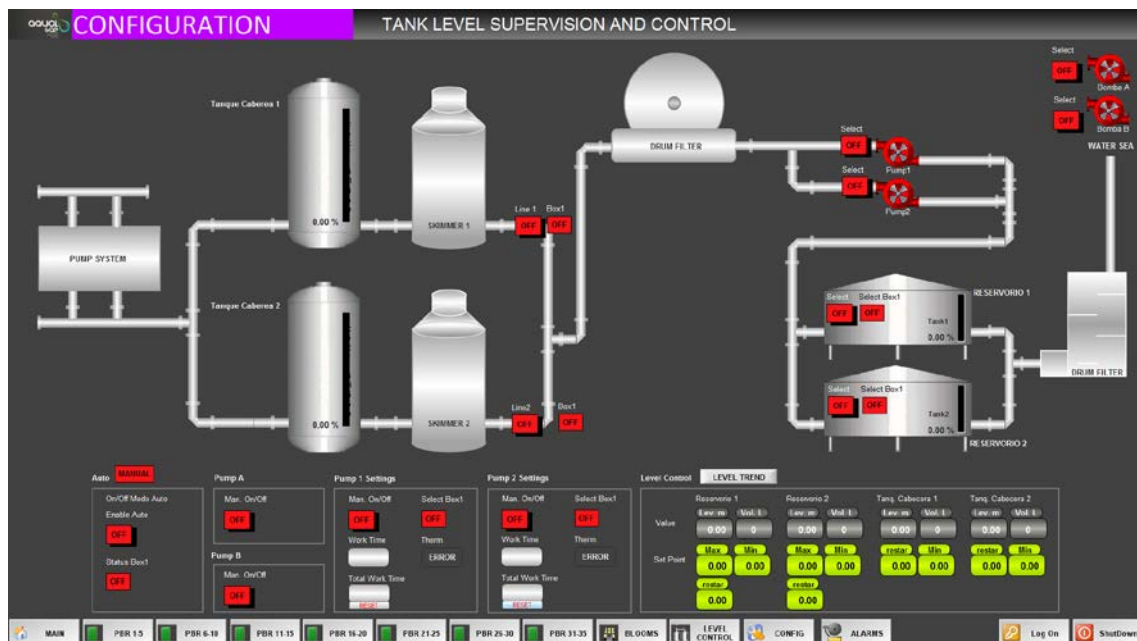 aqual
CONFIGURATION
TANK LEVEL SUPERVISION AND CONTROL
Select
OFF
Bomba A
Select
OFF
Bomba B
WATER SEA
Tanque Caberea 1
0.00 %
SKIMMER 1
Line 1
OFF
Box1
OFF
DRUM FILTER
Select
OFF
Pump1
Select
OFF
Pump2
PUMP SYSTEM
Tanque Caberea 2
0.00 %
SKIMMER 2
Line2
OFF
Box1
OFF
RESERVORIO 1
Select
OFF
Select Box1
OFF
Tank1
0.00 %
DRUM FILTER
Select
OFF
Select Box1
OFF
Tank2
0.00 %
RESERVORIO 2
Auto
MANUAL
On/Off Mode Auto
Enable Auto
OFF
Status Box1
OFF
Pump A
Man. On/Off
OFF
Pump B
Man. On/Off
OFF
Pump 1 Settings
Man. On/Off
OFF
Select Box1
OFF
Work Time
Therm
ERROR
Total Work Time
RESET
Pump 2 Settings
Man. On/Off
OFF
Select Box1
OFF
Work Time
Therm
ERROR
Total Work Time
RESET
Level Control
LEVEL TREND
Reservorio 1 Reservorio 2 Tanq. Cabecera 1 Tanq. Cabecera 2
Lev. m Vol. L Lev. m Vol. L Lev. m Vol. L Lev. m Vol. L
Value 0.00 0 0.00 0 0.00 0 0.00 0
Max Min Max Min restar Min restar Min
Set Point 0.00 0.00 0.00 0.00 0.00 0.00 0.00 0.00
restar restar
0.00 0.00
MAIN PBR 1-5 PBR 6-10 PBR 11-15 PBR 16-20 PBR 21-25 PBR 26-30 PBR 31-35 BLOOMS LEVEL CONTROL CONFIG ALARMS Log On ShutDown